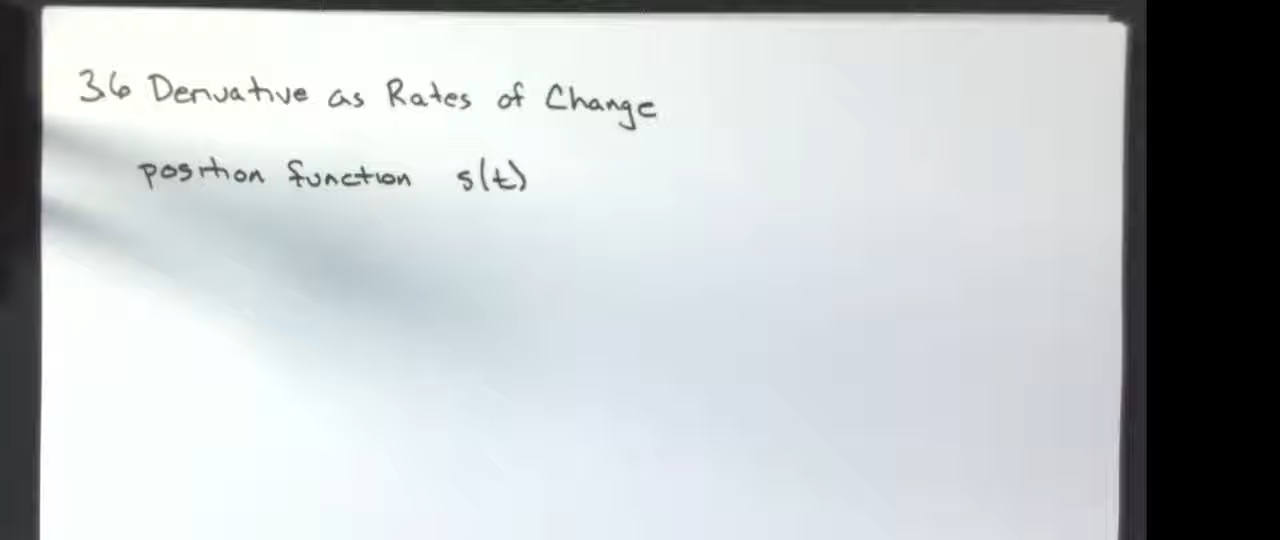 3.6 Derivative as Rates of Change
position function s(t)